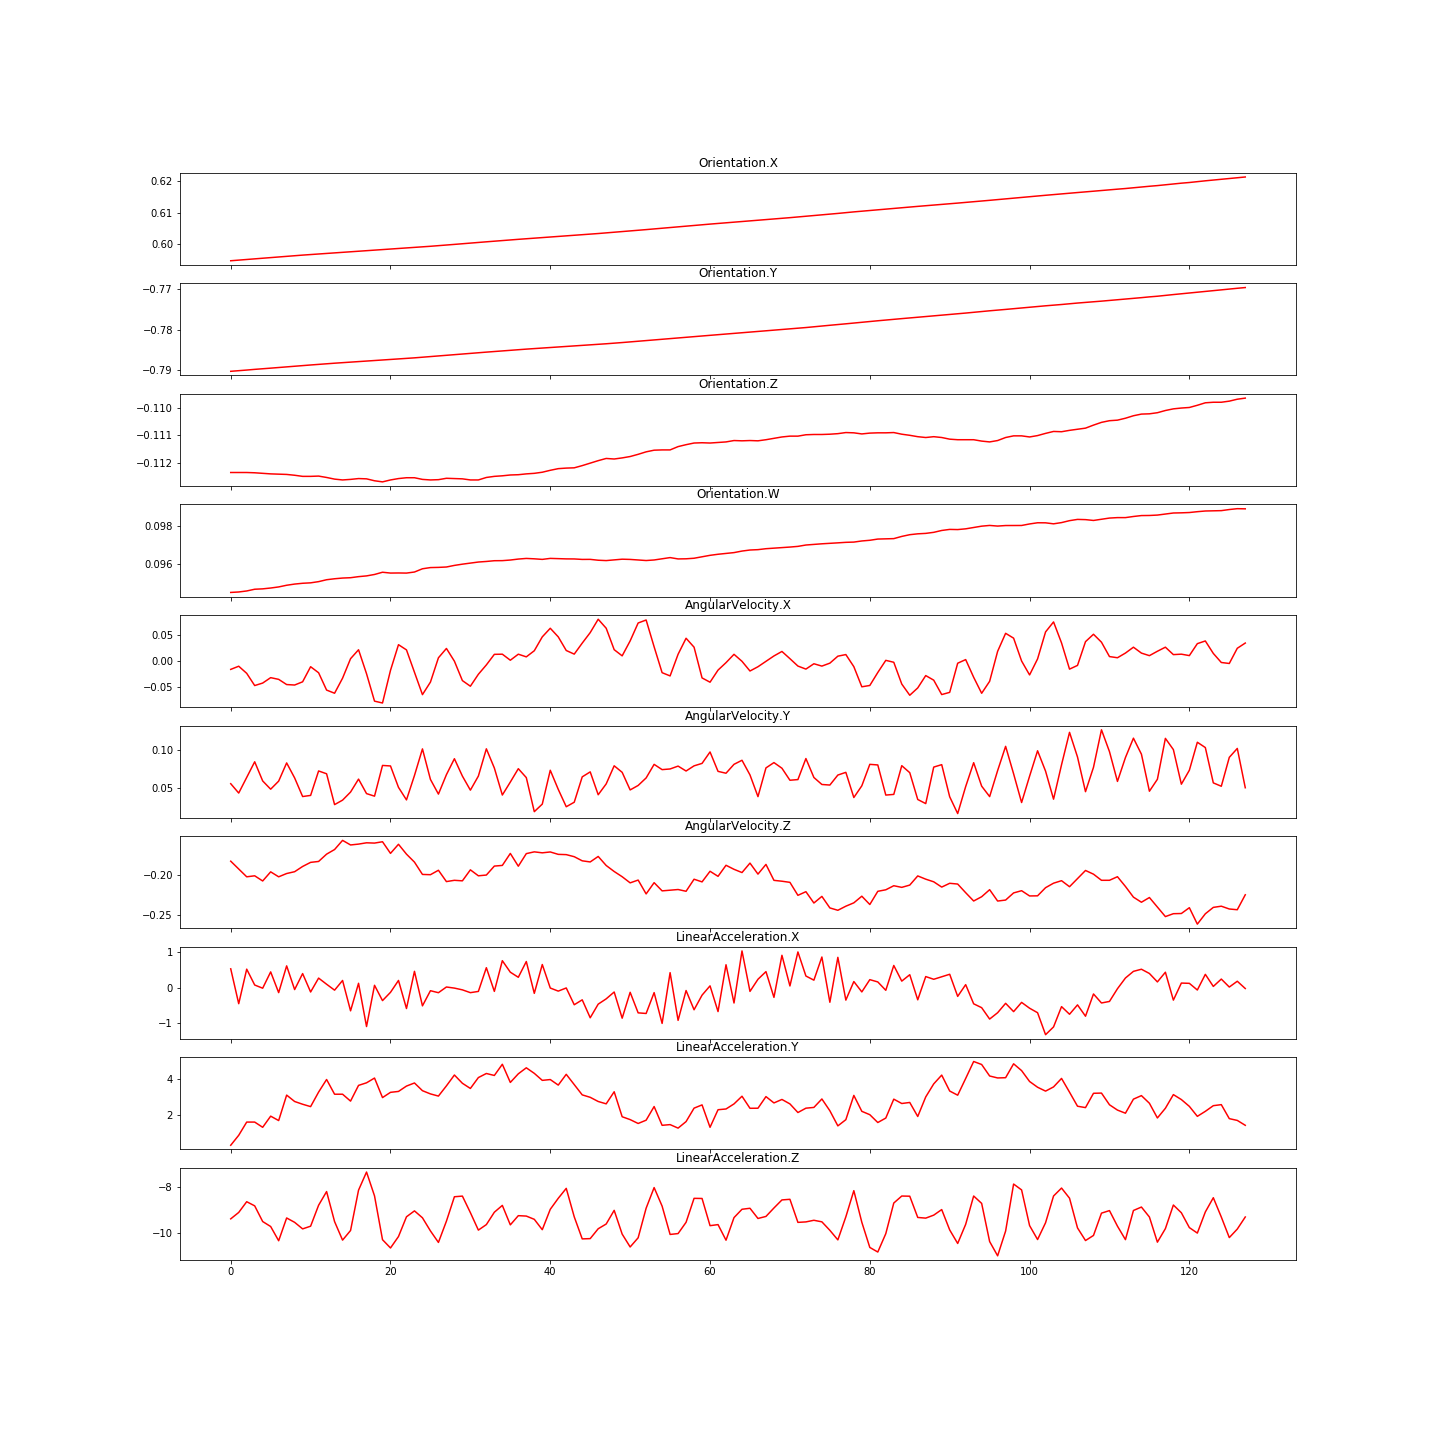 Orientation.X
0.62
0.61
0.60
Orientation.Y
−0.77
−0.78
−0.79
Orientation.Z
−0.110
−0.111
−0.112
Orientation.W
0.098
0.096
AngularVelocity.X
0.05
0.00
−0.05
AngularVelocity.Y
0.10
0.05
AngularVelocity.Z
−0.20
−0.25
LinearAcceleration.X
1
0
−1
LinearAcceleration.Y
4
2
LinearAcceleration.Z
−8
−10
0 20 40 60 80 100 120